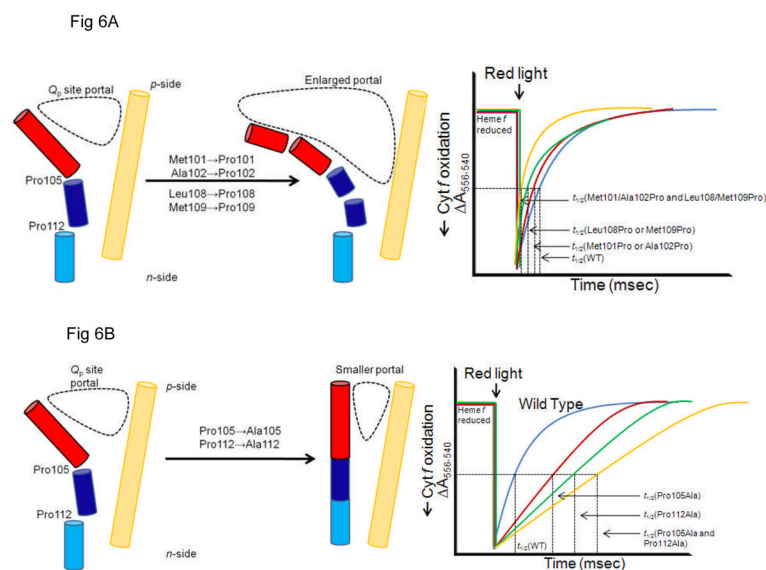 Fig 6A
Qp site portal
p-side
Pro105
Pro112
n-side
Met101→Pro101
Ala102→Pro102
Leu108→Pro108
Met109→Pro109
Enlarged portal
Red light
Heme f
reduced
Cyt f oxidation
ΔA556-540
t1/2(Met101/Ala102Pro and Leu108/Met109Pro)
t1/2(Leu108Pro or Met109Pro)
t1/2(Met101Pro or Ala102Pro)
t1/2(WT)
Time (msec)
Fig 6B
Qp site
portal
p-side
Pro105
Pro112
n-side
Pro105→Ala105
Pro112→Ala112
Smaller portal
Red light
Heme f
reduced
Wild Type
Cyt f oxidation
ΔA556-540
t1/2(Pro105Ala)
t1/2(Pro112Ala)
t1/2(Pro105Ala and
Pro112Ala)
t1/2(WT)
Time (msec)